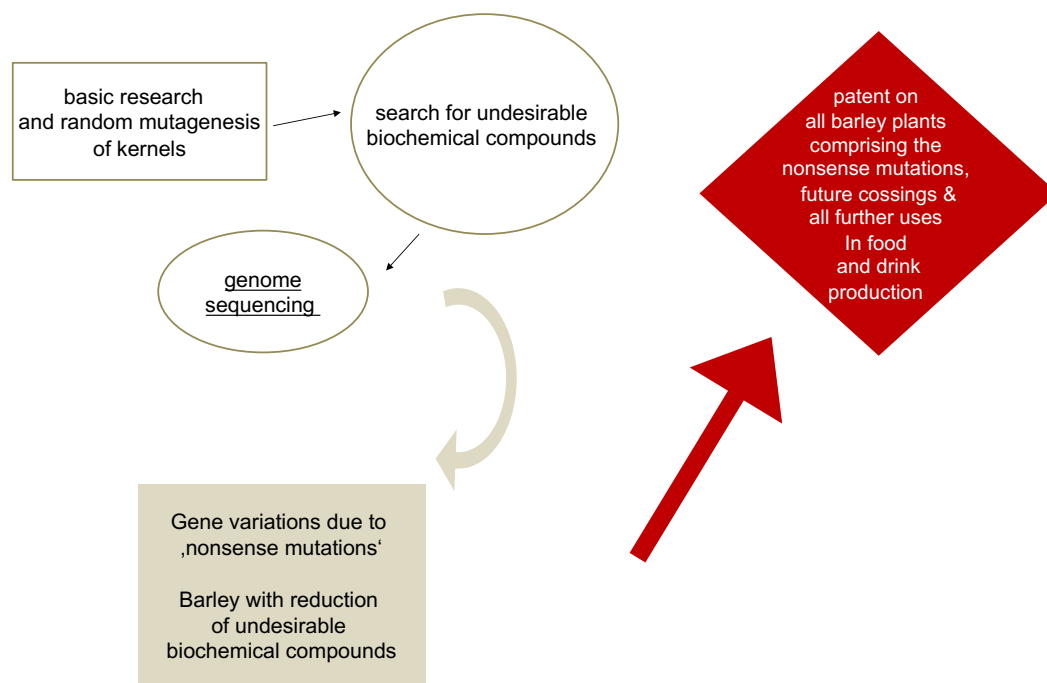 basic research
and random mutagenesis
of kernels
search for undesirable
biochemical compounds
genome
sequencing
patent on
all barley plants
comprising the
nonsense mutations,
future cossings &
all further uses
In food
and drink
production
Gene variations due to
‚nonsense mutations‘
Barley with reduction
of undesirable
biochemical compounds